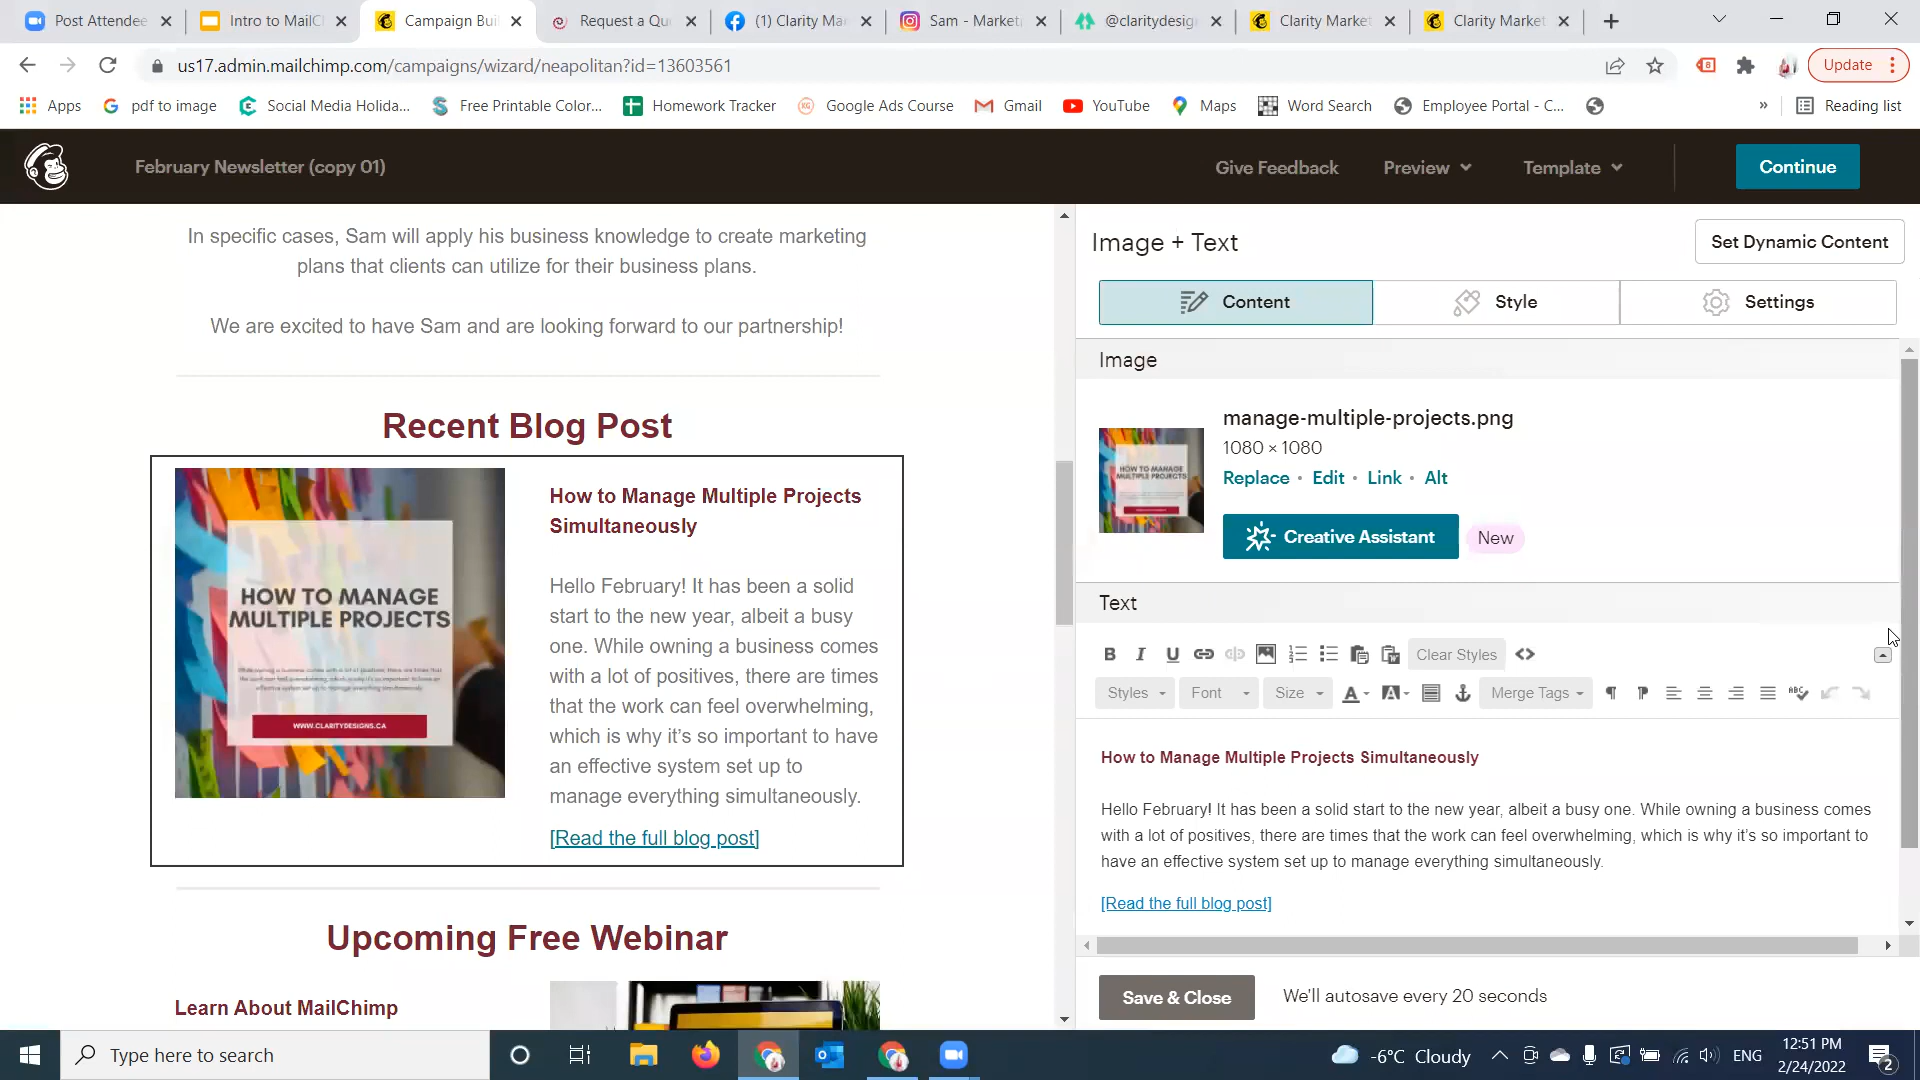 Post Attendee
Intro to MailCh
Campaign Buil
Request a Quo
(1) Clarity Mar
Sam - Marketi
@claritydesign
Clarity Market
Clarity Market
us17.admin.mailchimp.com/campaigns/wizard/neapolitan?id=13603561
Update
Apps
pdf to image
Social Media Holida...
Free Printable Color...
Homework Tracker
Google Ads Course
Gmail
YouTube
Maps
Word Search
Employee Portal - C...
»
Reading list
February Newsletter (copy 01)
Give Feedback
Preview
Template
Continue
In specific cases, Sam will apply his business knowledge to create marketing
plans that clients can utilize for their business plans.
We are excited to have Sam and are looking forward to our partnership!
Recent Blog Post
HOW TO MANAGE
MULTIPLE PROJECTS
WWW.CLARITYDESIGNS.CA
How to Manage Multiple Projects
Simultaneously
Hello February! It has been a solid
start to the new year, albeit a busy
one. While owning a business comes
with a lot of positives, there are times
that the work can feel overwhelming,
which is why it's so important to have
an effective system set up to
manage everything simultaneously.
[Read the full blog post]
Upcoming Free Webinar
Learn About MailChimp
Image + Text
Set Dynamic Content
Content
Style
Settings
Image
HOW TO MANAGE
MULTIPLE PROJECTS
manage-multiple-projects.png
1080 × 1080
Replace • Edit • Link • Alt
Creative Assistant
New
Text
B I U
Clear Styles
Styles
Font
Size
A
A
Merge Tags
ABC
How to Manage Multiple Projects Simultaneously
Hello February! It has been a solid start to the new year, albeit a busy one. While owning a business comes
with a lot of positives, there are times that the work can feel overwhelming, which is why it's so important to
have an effective system set up to manage everything simultaneously.
[Read the full blog post]
Save & Close
We'll autosave every 20 seconds
Type here to search
-6°C Cloudy
ENG
12:51 PM
2/24/2022
2